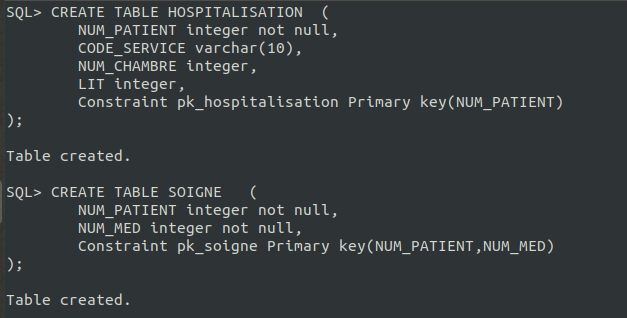 SQL> CREATE TABLE HOSPITALISATION  (
        NUM_PATIENT integer not null,
        CODE_SERVICE varchar(10),
        NUM_CHAMBRE integer,
        LIT integer,
        Constraint pk_hospitalisation Primary key(NUM_PATIENT)
);

Table created.

SQL> CREATE TABLE SOIGNE   (
        NUM_PATIENT integer not null,
        NUM_MED integer not null,
        Constraint pk_soigne Primary key(NUM_PATIENT,NUM_MED)
);

Table created.